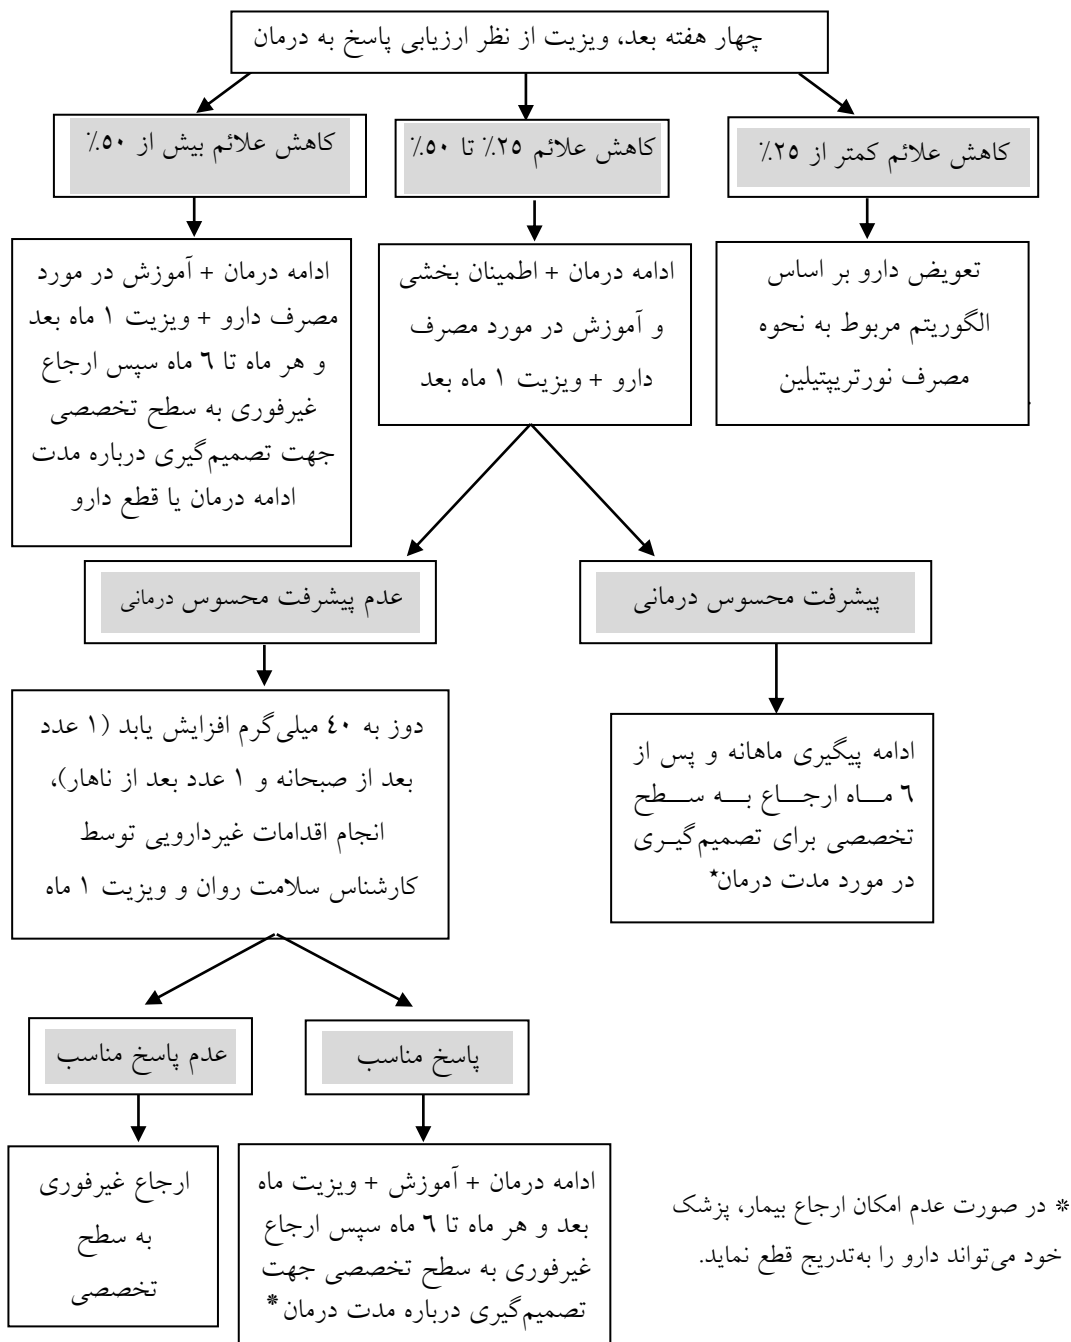 چهار هفته بعد، ویزیت از نظر ارزیابی پاسخ به درمان
کاهش علائم کمتر از ۲۵٪
کاهش علائم ۲۵٪ تا ۵۰٪
کاهش علائم بیش از ۵۰٪
تعویض دارو بر اساس
الگوریتم مربوط به نحوه
مصرف نورتریپتیلین
ادامه درمان + اطمینان بخشی
و آموزش در مورد مصرف
دارو + ویزیت ۱ ماه بعد
ادامه درمان + آموزش در مورد
مصرف دارو + ویزیت ۱ ماه بعد
و هر ماه تا ۶ ماه سپس ارجاع
غیرفوری به سطح تخصصی
جهت تصمیم‌گیری درباره مدت
ادامه درمان یا قطع دارو
پیشرفت محسوس درمانی
عدم پیشرفت محسوس درمانی
ادامه پیگیری ماهانه و پس از
۶ مــاه ارجــاع بــه ســطح
تخصصی برای تصمیم‌گیــری
در مورد مدت درمان*
دوز به ۴۰ میلی‌گرم افزایش یابد (۱ عدد
بعد از صبحانه و ۱ عدد بعد از ناهار)،
انجام اقدامات غیردارویی توسط
کارشناس سلامت روان و ویزیت ۱ ماه
پاسخ مناسب
عدم پاسخ مناسب
ادامه درمان + آموزش + ویزیت ماه
بعد و هر ماه تا ۶ ماه سپس ارجاع
غیرفوری به سطح تخصصی جهت
تصمیم‌گیری درباره مدت درمان*
ارجاع غیرفوری
به سطح
تخصصی
* در صورت عدم امکان ارجاع بیمار، پزشک
خود می‌تواند دارو را به‌تدریج قطع نماید.